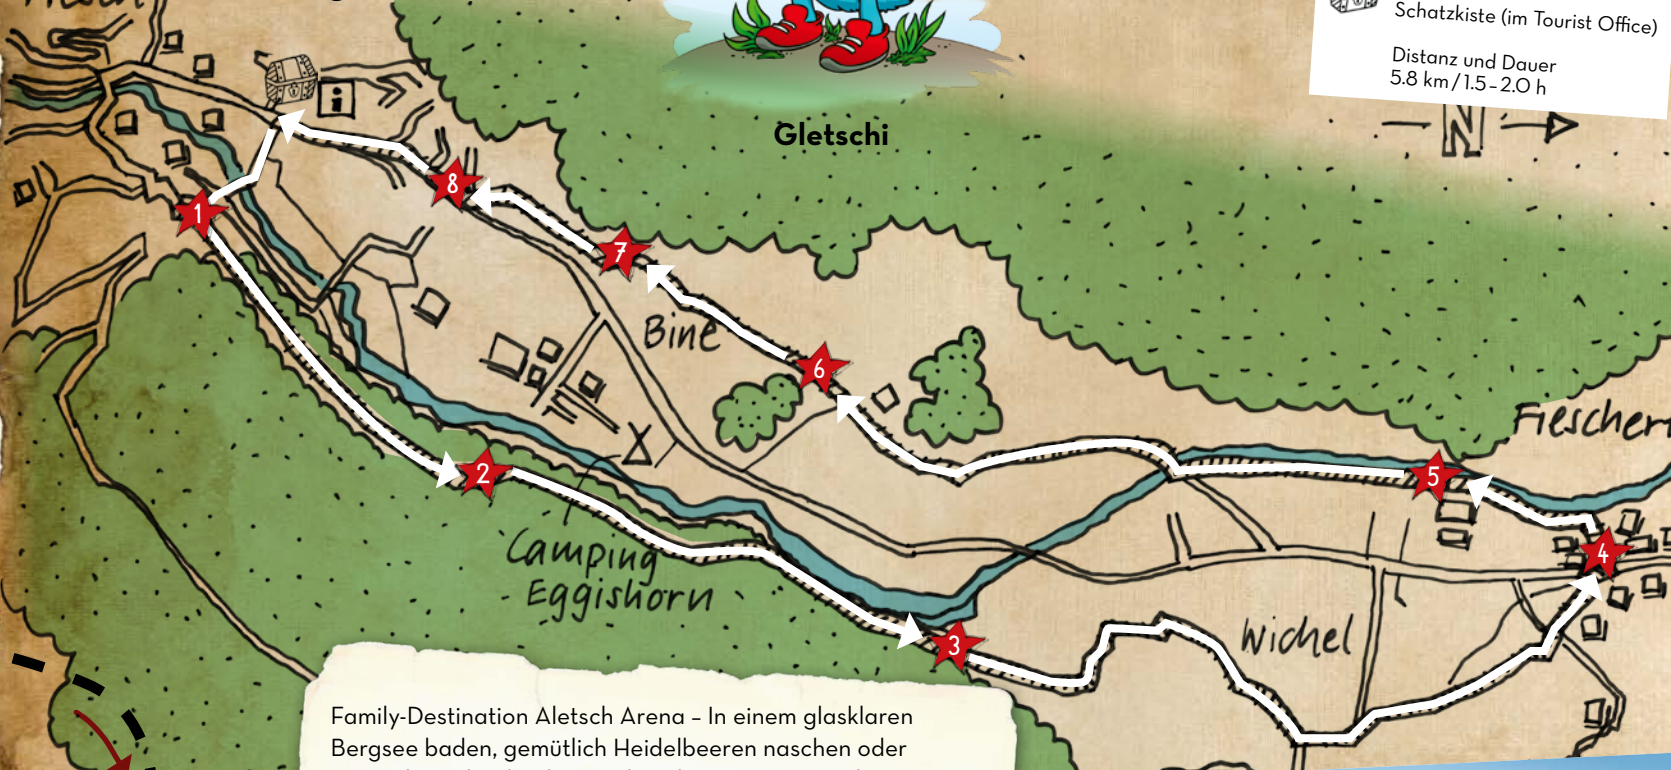 Schatzkiste (im Tourist Office)
Distanz und Dauer
5.8 km / 1.5 – 2.0 h
N
i
Gletschi
8
1
7
Bine
6
Fiescher
2
5
4
Camping
Eggishorn
3
Wichel
Family-Destination Aletsch Arena – In einem glasklaren
Bergsee baden, gemütlich Heidelbeeren naschen oder